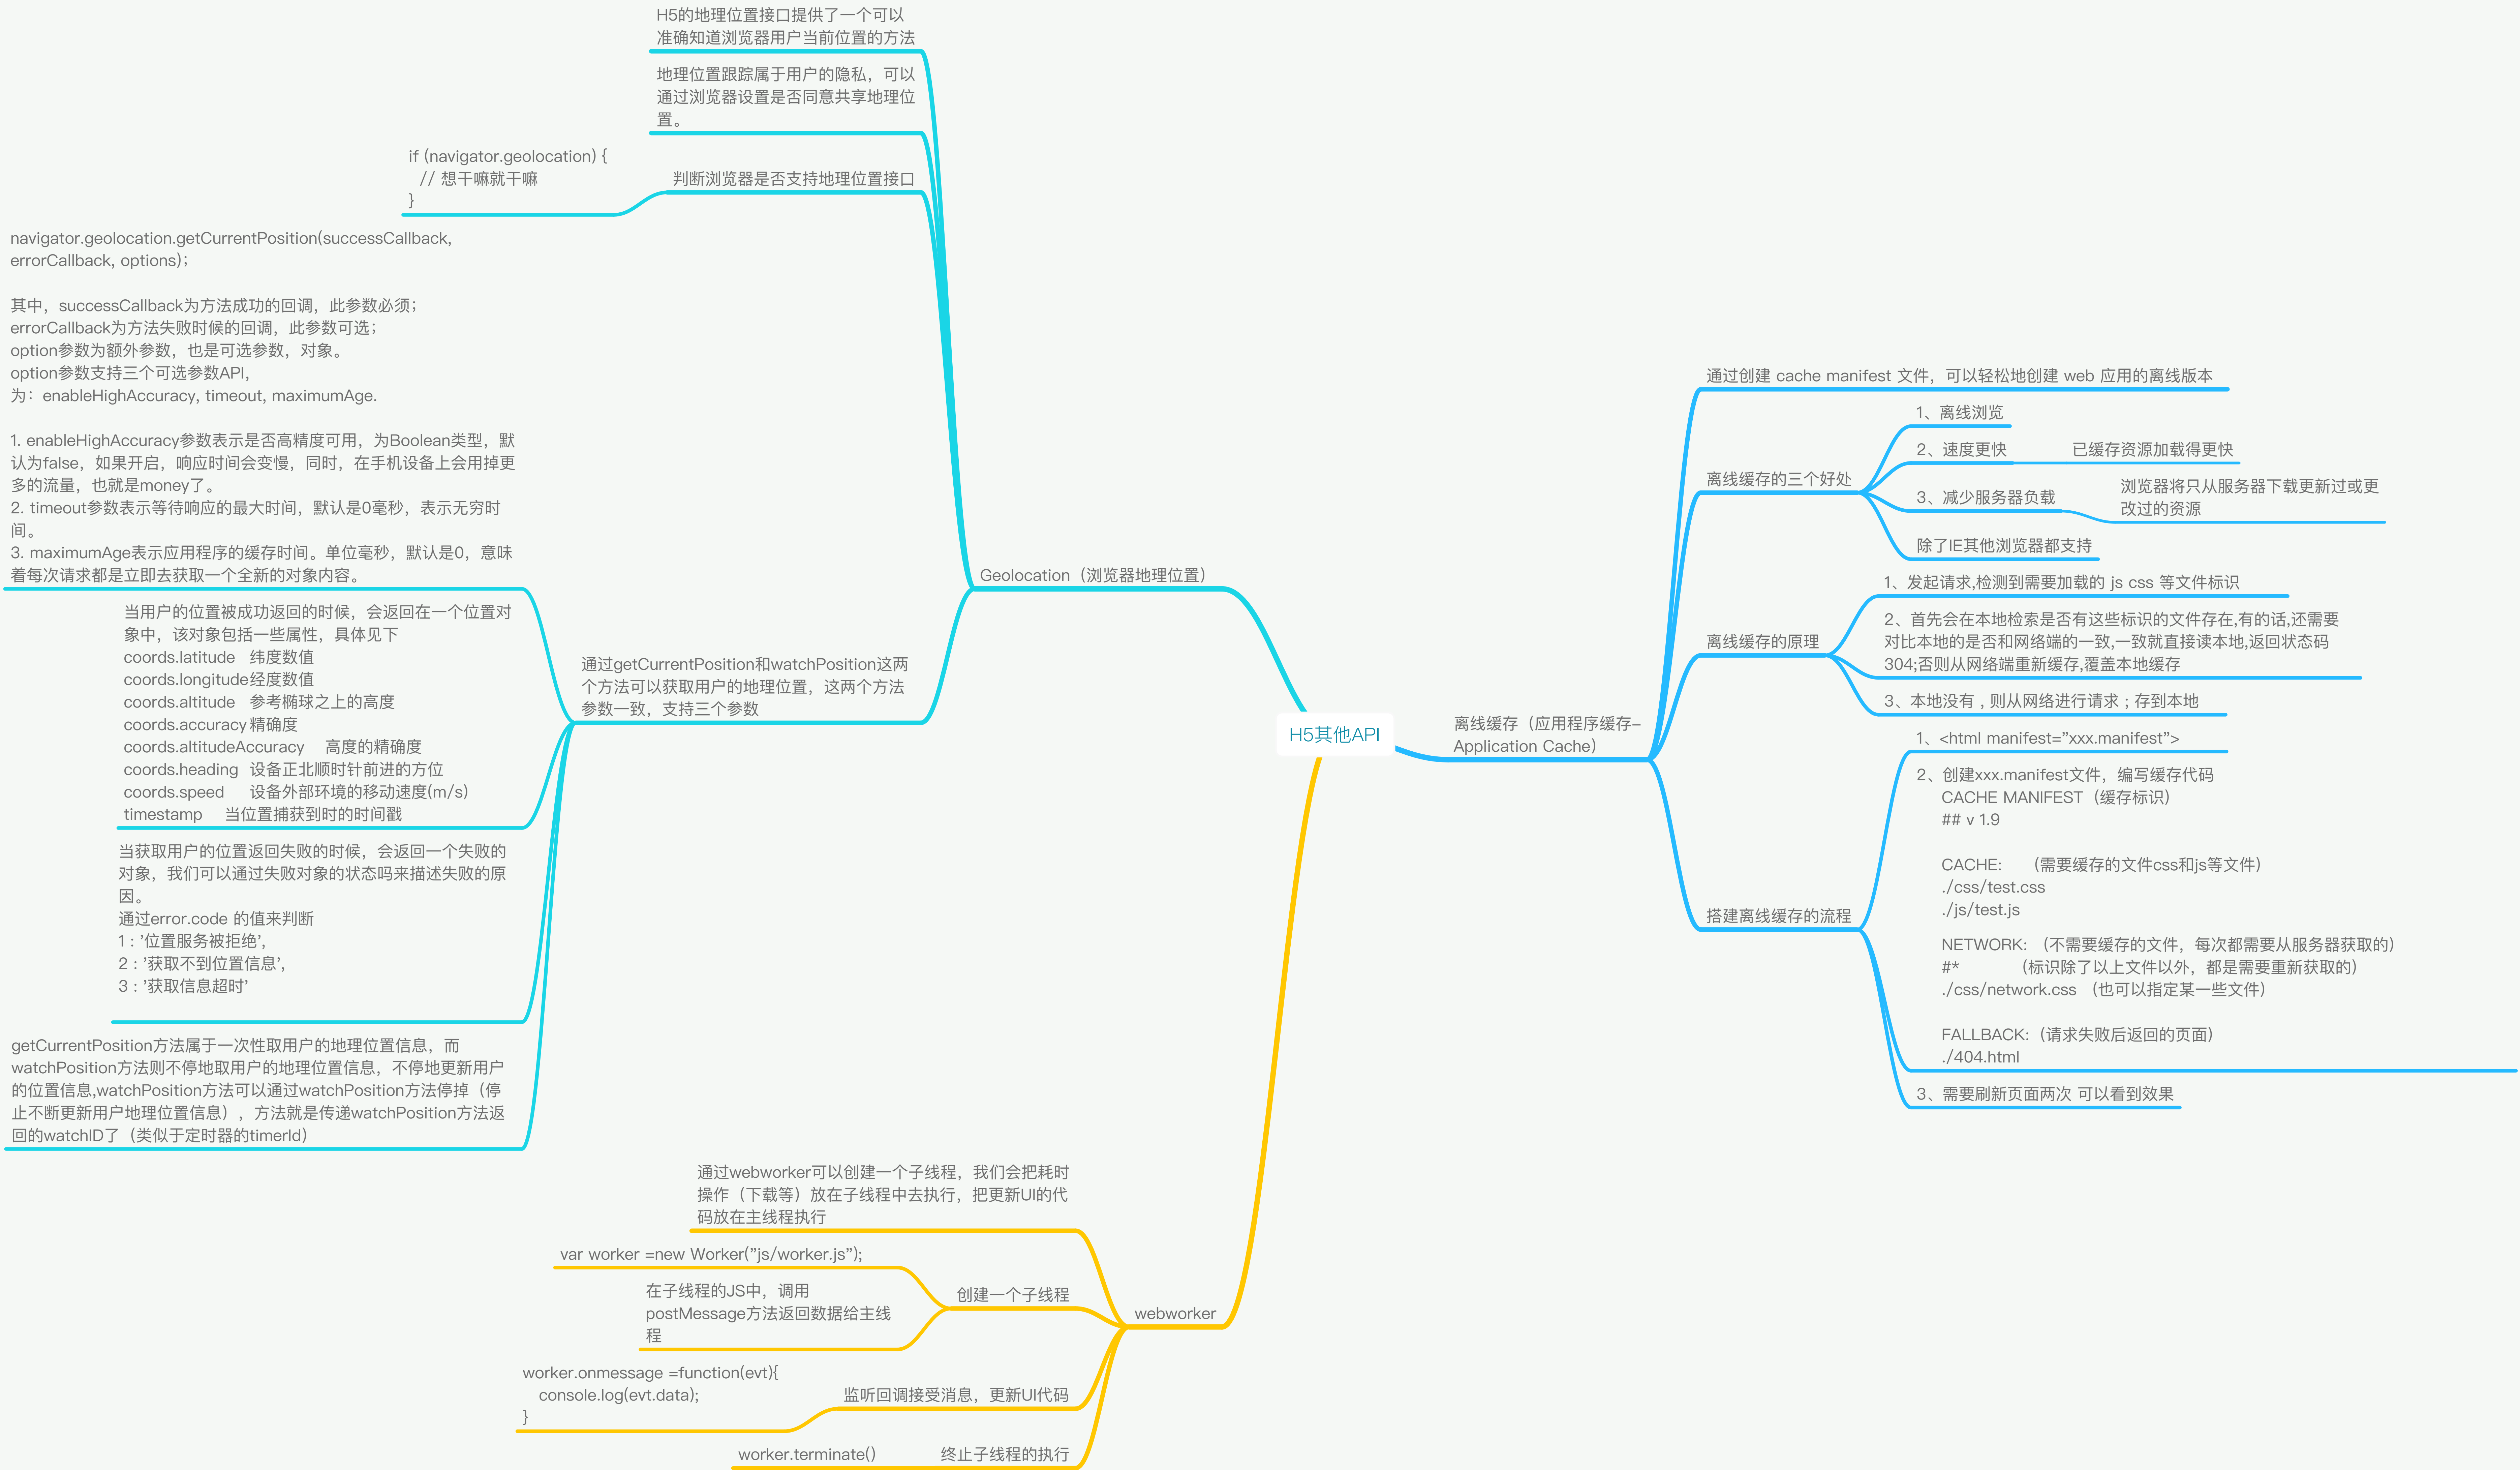 H5的地理位置接口提供了一个可以
准确知道浏览器用户当前位置的方法
地理位置跟踪属于用户的隐私，可以
通过浏览器设置是否同意共享地理位
置。
if (navigator.geolocation) {
// 想干嘛就干嘛
}
判断浏览器是否支持地理位置接口
navigator.geolocation.getCurrentPosition(successCallback,
errorCallback, options)；
其中，successCallback为方法成功的回调，此参数必须；
errorCallback为方法失败时候的回调，此参数可选；
option参数为额外参数，也是可选参数，对象。
option参数支持三个可选参数API，
为：enableHighAccuracy, timeout, maximumAge.
1. enableHighAccuracy参数表示是否高精度可用，为Boolean类型，默
认为false，如果开启，响应时间会变慢，同时，在手机设备上会用掉更
多的流量，也就是money了。
2. timeout参数表示等待响应的最大时间，默认是0毫秒，表示无穷时
间。
3. maximumAge表示应用程序的缓存时间。单位毫秒，默认是0，意味
着每次请求都是立即去获取一个全新的对象内容。
Geolocation（浏览器地理位置）
当用户的位置被成功返回的时候，会返回在一个位置对
象中，该对象包括一些属性，具体见下
coords.latitude 纬度数值
coords.longitude经度数值
coords.altitude 参考椭球之上的高度
coords.accuracy 精确度
coords.altitudeAccuracy 高度的精确度
coords.heading 设备正北顺时针前进的方位
coords.speed 设备外部环境的移动速度(m/s)
timestamp 当位置捕获到时的时间戳
通过getCurrentPosition和watchPosition这两
个方法可以获取用户的地理位置，这两个方法
参数一致，支持三个参数
当获取用户的位置返回失败的时候，会返回一个失败的
对象，我们可以通过失败对象的状态吗来描述失败的原
因。
通过error.code 的值来判断
1 : '位置服务被拒绝',
2 : '获取不到位置信息',
3 : '获取信息超时'
getCurrentPosition方法属于一次性取用户的地理位置信息，而
watchPosition方法则不停地取用户的地理位置信息，不停地更新用户
的位置信息,watchPosition方法可以通过watchPosition方法停掉（停
止不断更新用户地理位置信息），方法就是传递watchPosition方法返
回的watchID了（类似于定时器的timerId）
H5其他API
离线缓存（应用程序缓存-
Application Cache）
通过创建 cache manifest 文件，可以轻松地创建 web 应用的离线版本
离线缓存的三个好处
1、离线浏览
2、速度更快
已缓存资源加载得更快
3、减少服务器负载
浏览器将只从服务器下载更新过或更
改过的资源
除了IE其他浏览器都支持
离线缓存的原理
1、发起请求,检测到需要加载的 js css 等文件标识
2、首先会在本地检索是否有这些标识的文件存在,有的话,还需要
对比本地的是否和网络端的一致,一致就直接读本地,返回状态码
304;否则从网络端重新缓存,覆盖本地缓存
3、本地没有 , 则从网络进行请求 ; 存到本地
搭建离线缓存的流程
1、<html manifest="xxx.manifest">
2、创建xxx.manifest文件，编写缓存代码
CACHE MANIFEST（缓存标识）
## v 1.9
CACHE: （需要缓存的文件css和js等文件）
./css/test.css
./js/test.js
NETWORK: （不需要缓存的文件，每次都需要从服务器获取的）
#* （标识除了以上文件以外，都是需要重新获取的）
./css/network.css （也可以指定某一些文件）
FALLBACK:（请求失败后返回的页面）
./404.html
3、需要刷新页面两次 可以看到效果
webworker
通过webworker可以创建一个子线程，我们会把耗时
操作（下载等）放在子线程中去执行，把更新UI的代
码放在主线程执行
创建一个子线程
var worker =new Worker("js/worker.js");
在子线程的JS中，调用
postMessage方法返回数据给主线
程
监听回调接受消息，更新UI代码
worker.onmessage =function(evt){
console.log(evt.data);
}
终止子线程的执行
worker.terminate()